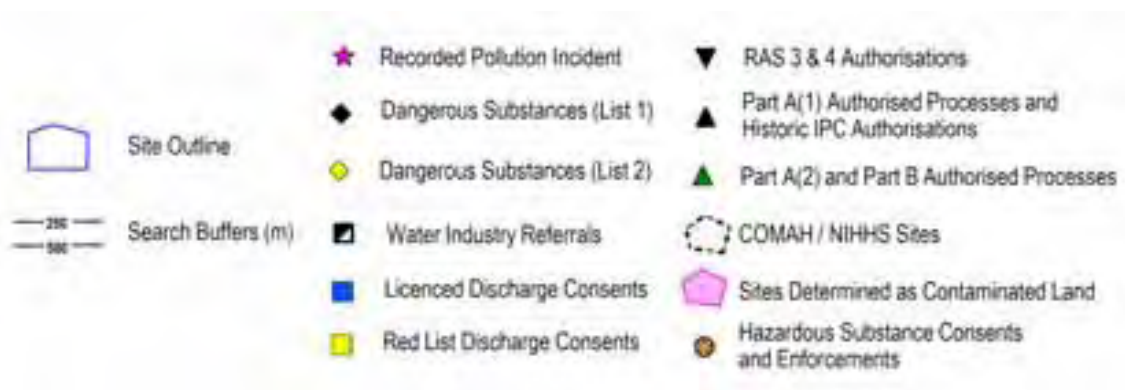 Site Outline
250
500
Search Buffers (m)
Recorded Pollution Incident
Dangerous Substances (List 1)
Dangerous Substances (List 2)
Water Industry Referrals
Licenced Discharge Consents
Red List Discharge Consents
RAS 3 & 4 Authorisations
Part A(1) Authorised Processes and
Historic IPC Authorisations
Part A(2) and Part B Authorised Processes
COMAH / NIHHS Sites
Sites Determined as Contaminated Land
Hazardous Substance Consents
and Enforcements